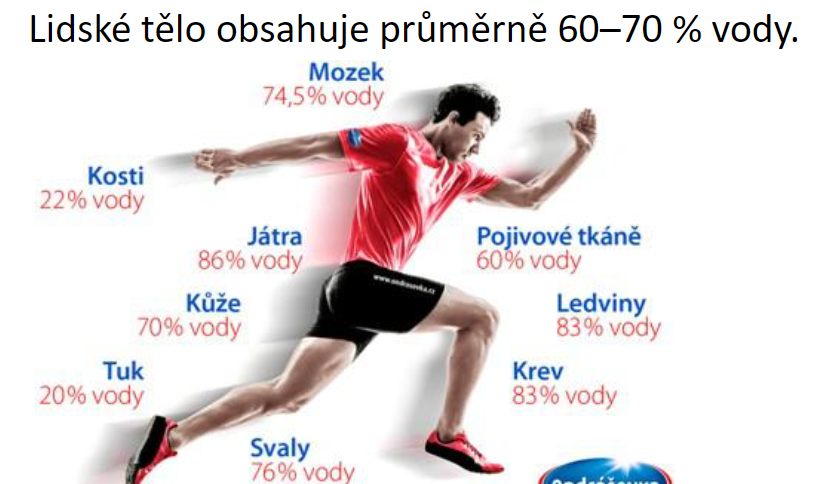 Lidské tělo obsahuje průměrně 60–70 % vody.
Mozek
74,5% vody
Kosti
22% vody
Játra
86% vody
Pojivové tkáně
60% vody
Kůže
70% vody
Ledviny
83% vody
Tuk
20% vody
Krev
83% vody
Svaly
76% vody
www.ondrasovka.cz